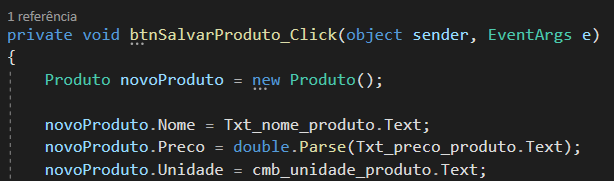 1 referência
private void btnSalvarProduto_Click(object sender, EventArgs e)
{
Produto novoProduto = new Produto();
novoProduto.Nome = Txt_nome_produto.Text;
novoProduto.Preco = double.Parse(Txt_preco_produto.Text);
novoProduto.Unidade = cmb_unidade_produto.Text;